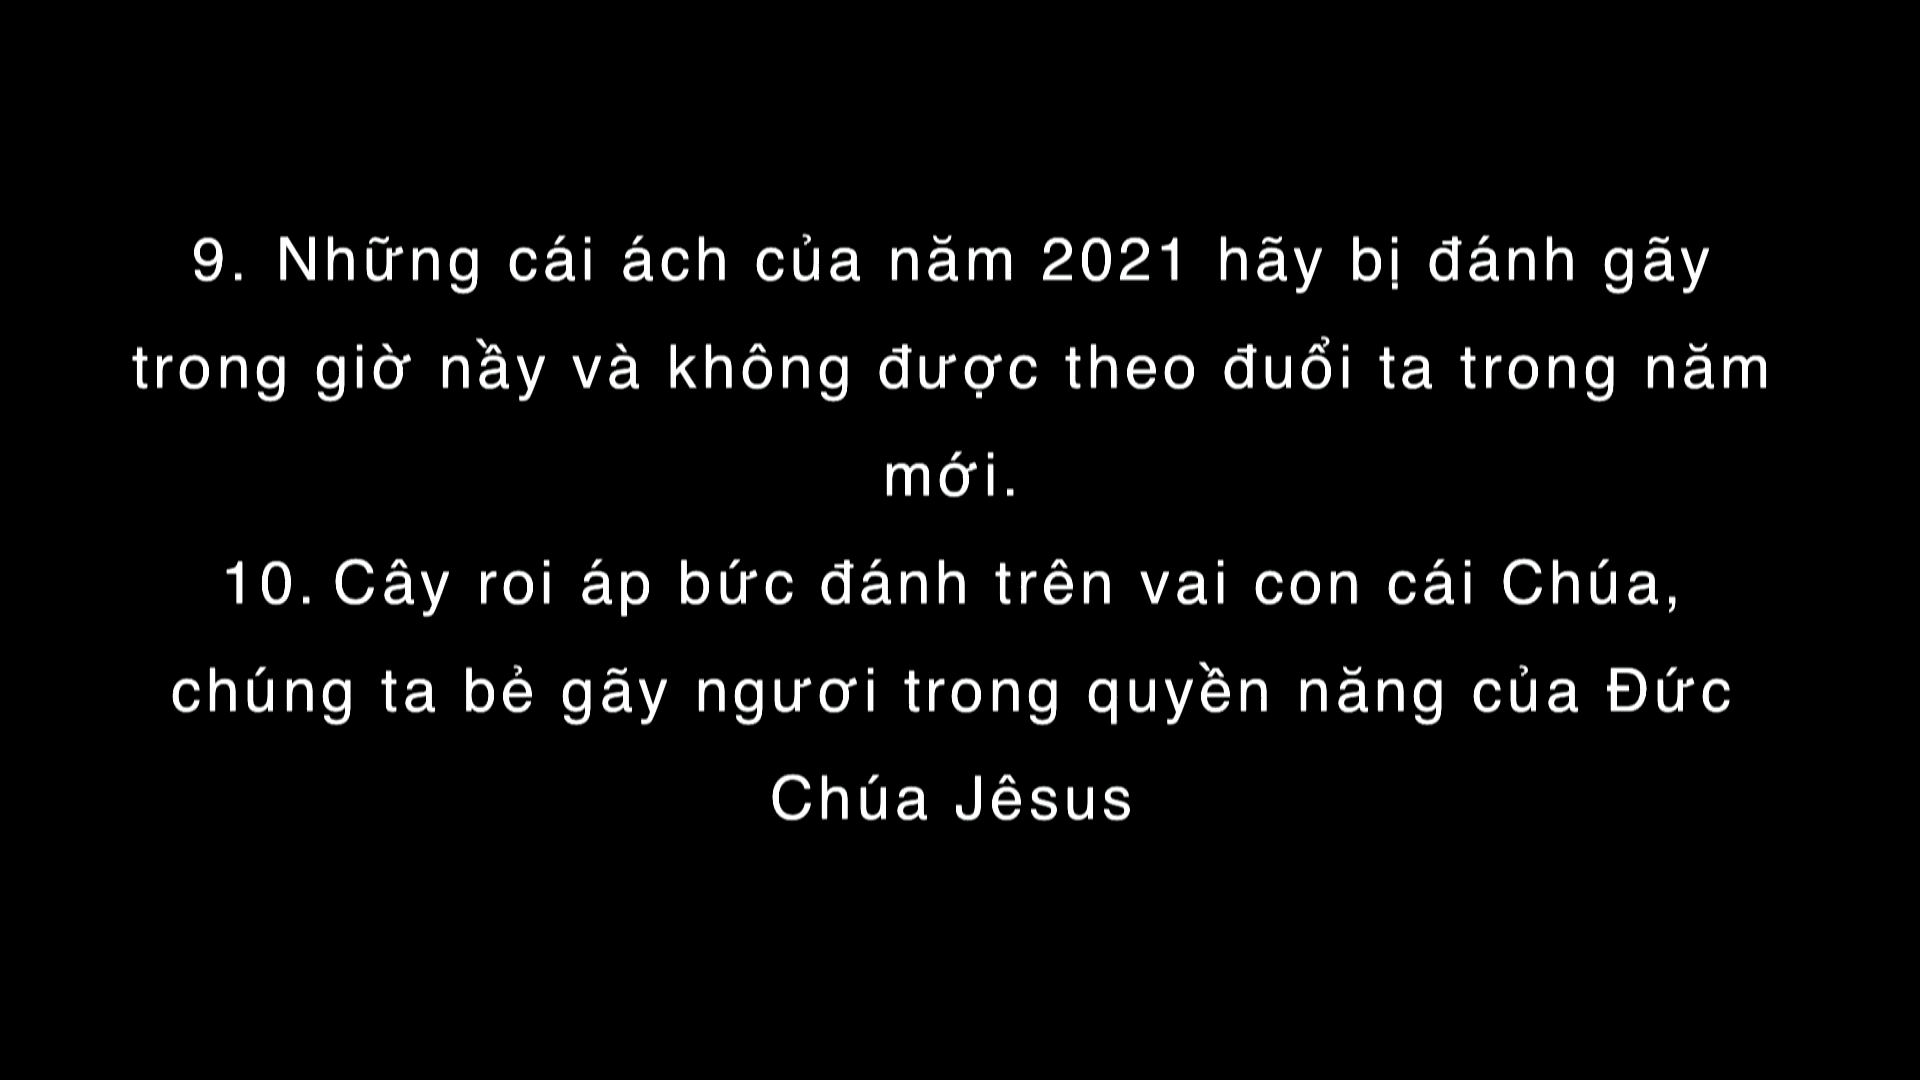 9. Những cái ách của năm 2021 hãy bị đánh gãy
trong giờ nầy và không được theo đuổi ta trong năm
mới.
10. Cây roi áp bức đánh trên vai con cái Chúa,
chúng ta bẻ gãy ngươi trong quyền năng của Đức
Chúa Jêsus